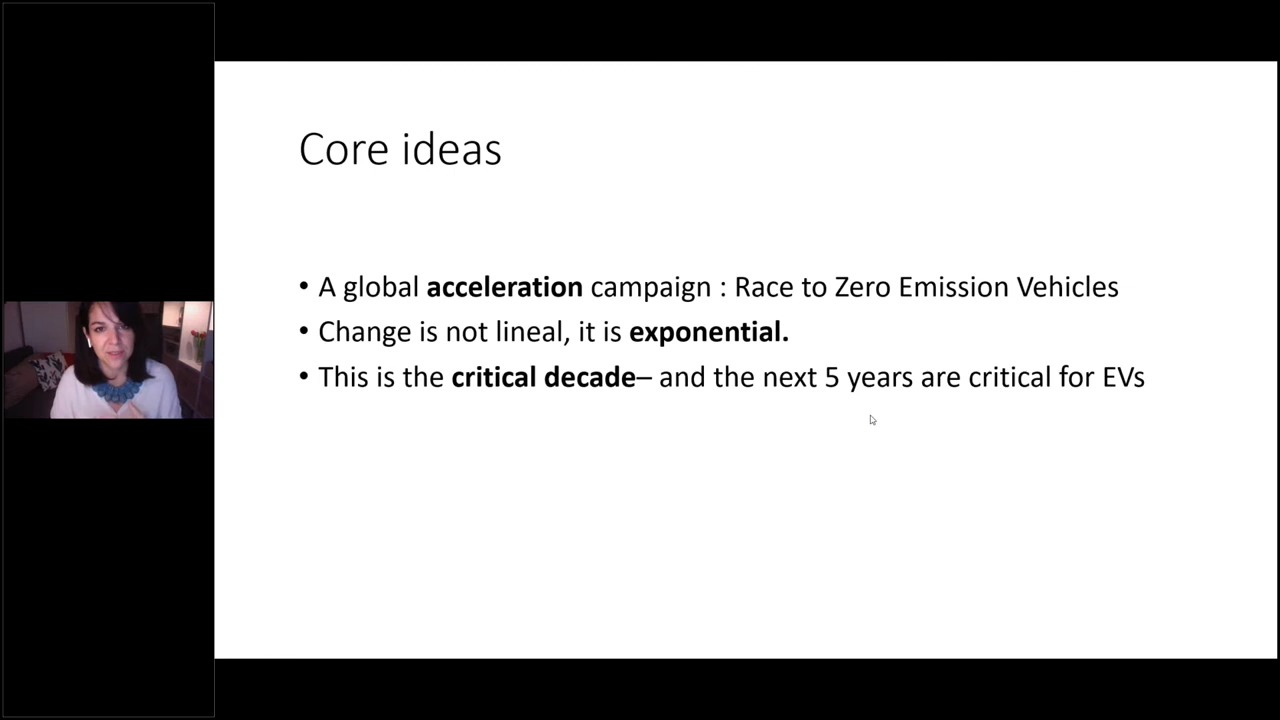 Core ideas
• A global acceleration campaign : Race to Zero Emission Vehicles
• Change is not lineal, it is exponential.
• This is the critical decade– and the next 5 years are critical for EVs